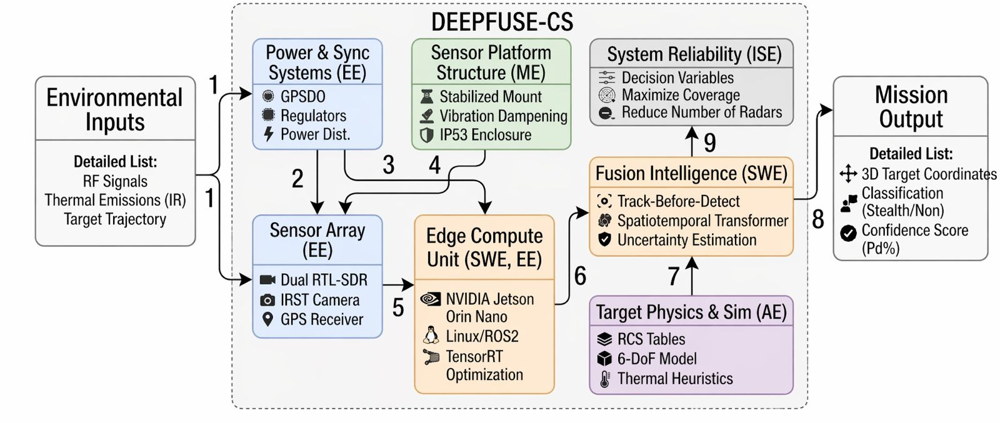 DEEPFUSE-CS
Environmental
Inputs
Detailed List:
RF Signals
Thermal Emissions (IR)
Target Trajectory
1
1
Power & Sync
Systems (EE)
GPSDO
Regulators
Power Dist.
Sensor Platform
Structure (ME)
Stabilized Mount
Vibration Dampening
IP53 Enclosure
System Reliability (ISE)
Decision Variables
Maximize Coverage
Reduce Number of Radars
2
3
4
9
Sensor Array
(EE)
Dual RTL-SDR
IRST Camera
GPS Receiver
5
Edge Compute
Unit (SWE, EE)
NVIDIA Jetson
Orin Nano
Linux/ROS2
TensorRT
Optimization
6
Fusion Intelligence (SWE)
Track-Before-Detect
Spatiotemporal Transformer
Uncertainty Estimation
7
Target Physics & Sim (AE)
RCS Tables
6-DoF Model
Thermal Heuristics
8
Mission
Output
Detailed List:
3D Target Coordinates
Classification
(Stealth/Non)
Confidence Score
(Pd%)